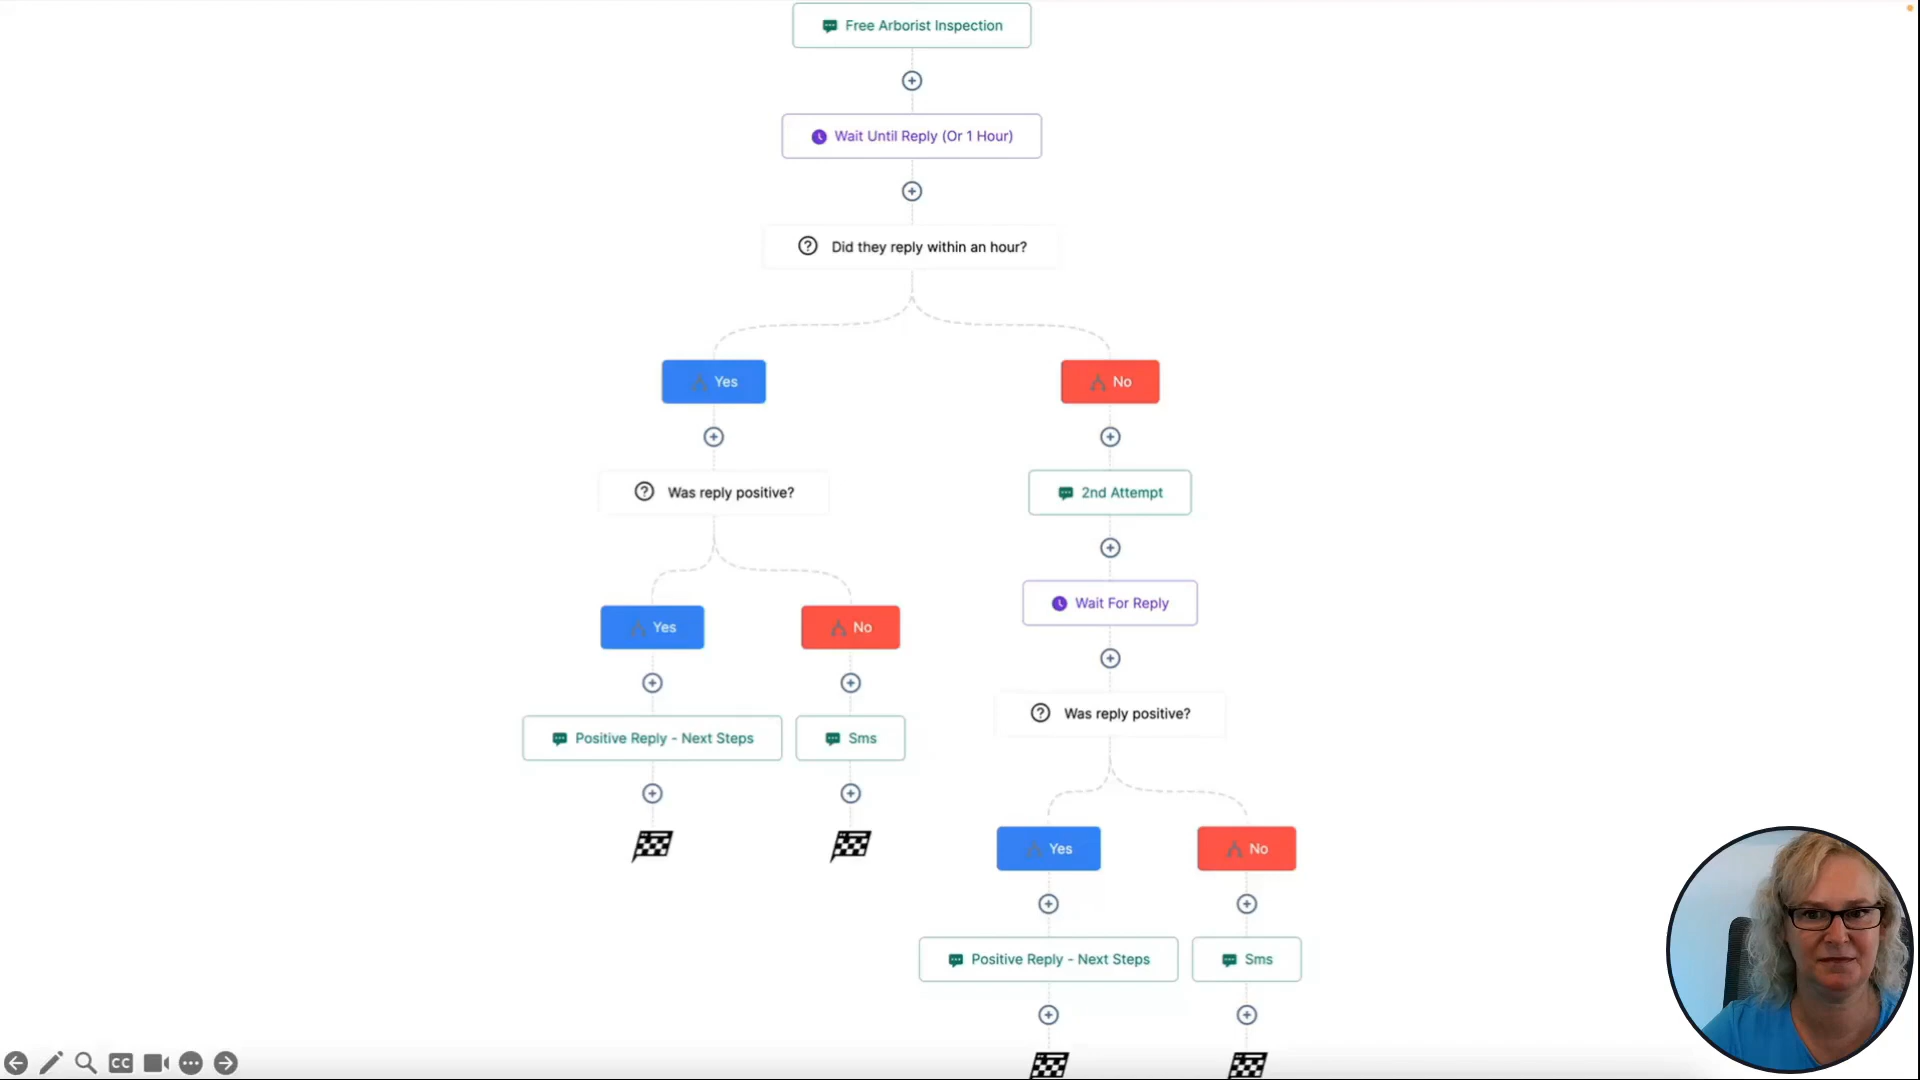 Free Arborist Inspection
Wait Until Reply (Or 1 Hour)
Did they reply within an hour?
Yes
No
Was reply positive?
2nd Attempt
Wait For Reply
Yes
No
Was reply positive?
Positive Reply - Next Steps
Sms
Yes
No
Positive Reply - Next Steps
Sms
CC